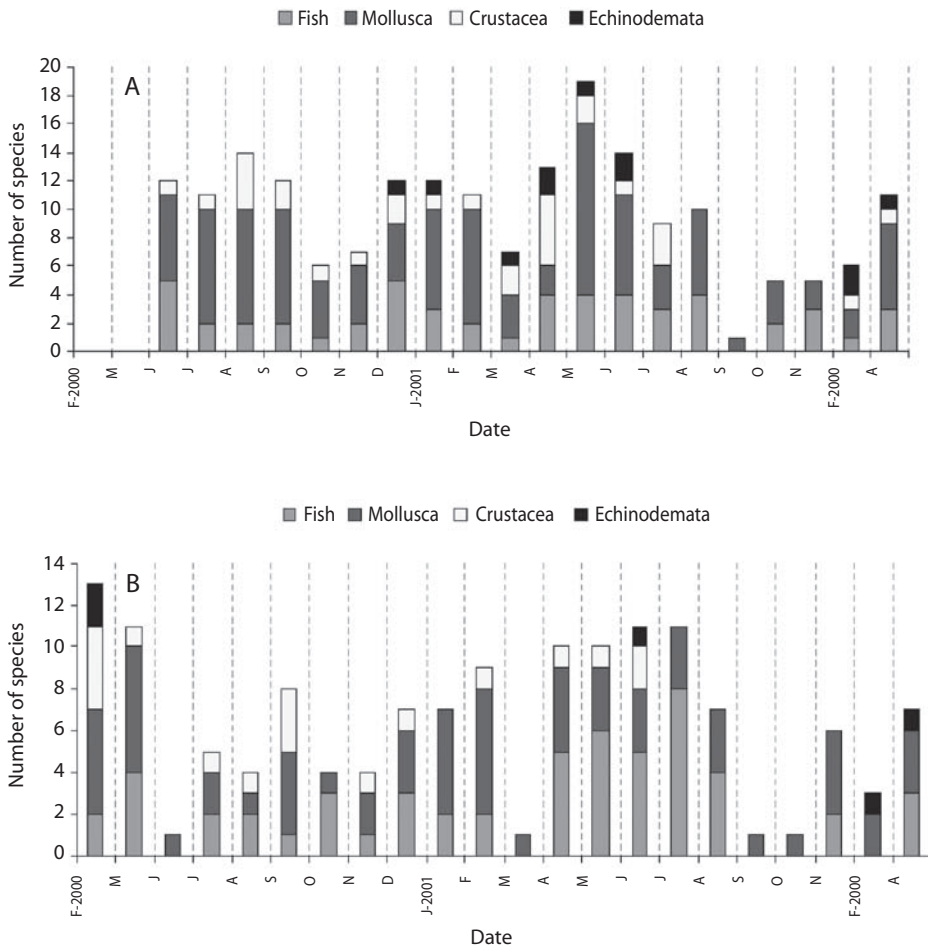 Fish Mollusca Crustacea Echinodemata
A
20
18
16
14
12
10
8
6
4
2
0
Number of species
F-2000 M J J A S O N D J-2001 F M A M J J A S O N F-2000 A
Date
Fish Mollusca Crustacea Echinodemata
B
14
12
10
8
6
4
2
0
Number of species
F-2000 M J J A S O N D J-2001 F M A M J J A S O N F-2000 A
Date